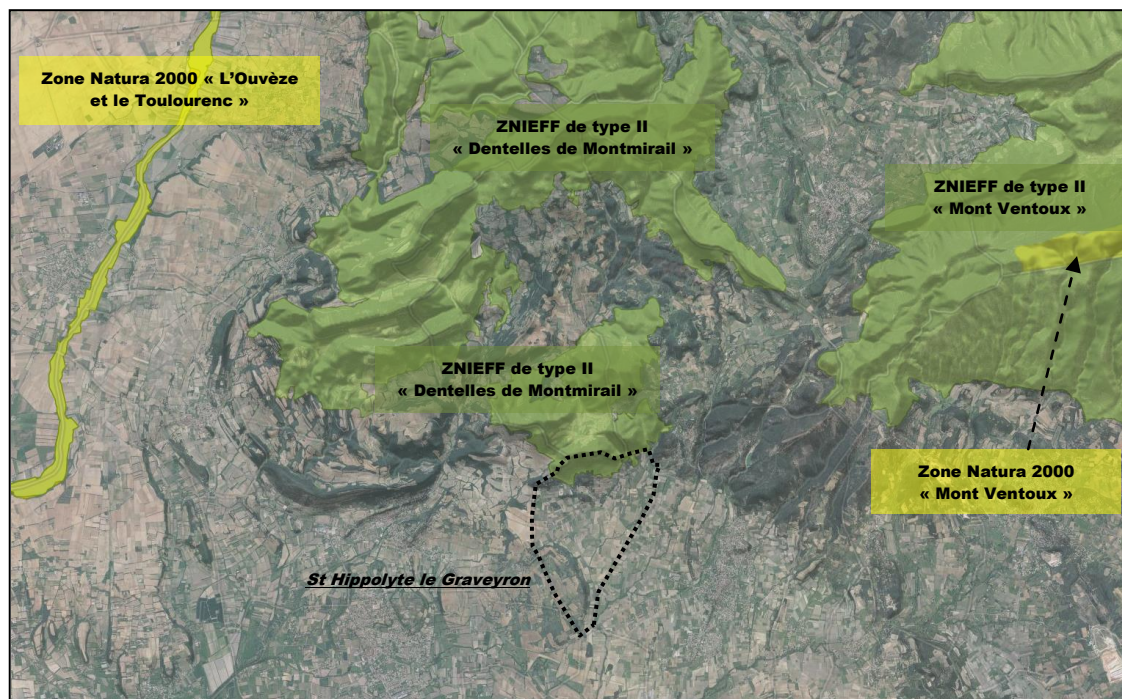 Zone Natura 2000 « L'Ouvèze
et le Toulourenc »
ZNIEFF de type II
« Dentelles de Montmirail »
ZNIEFF de type II
« Mont Ventoux »
ZNIEFF de type II
« Dentelles de Montmirail »
Zone Natura 2000
« Mont Ventoux »
St Hippolyte le Graveyron